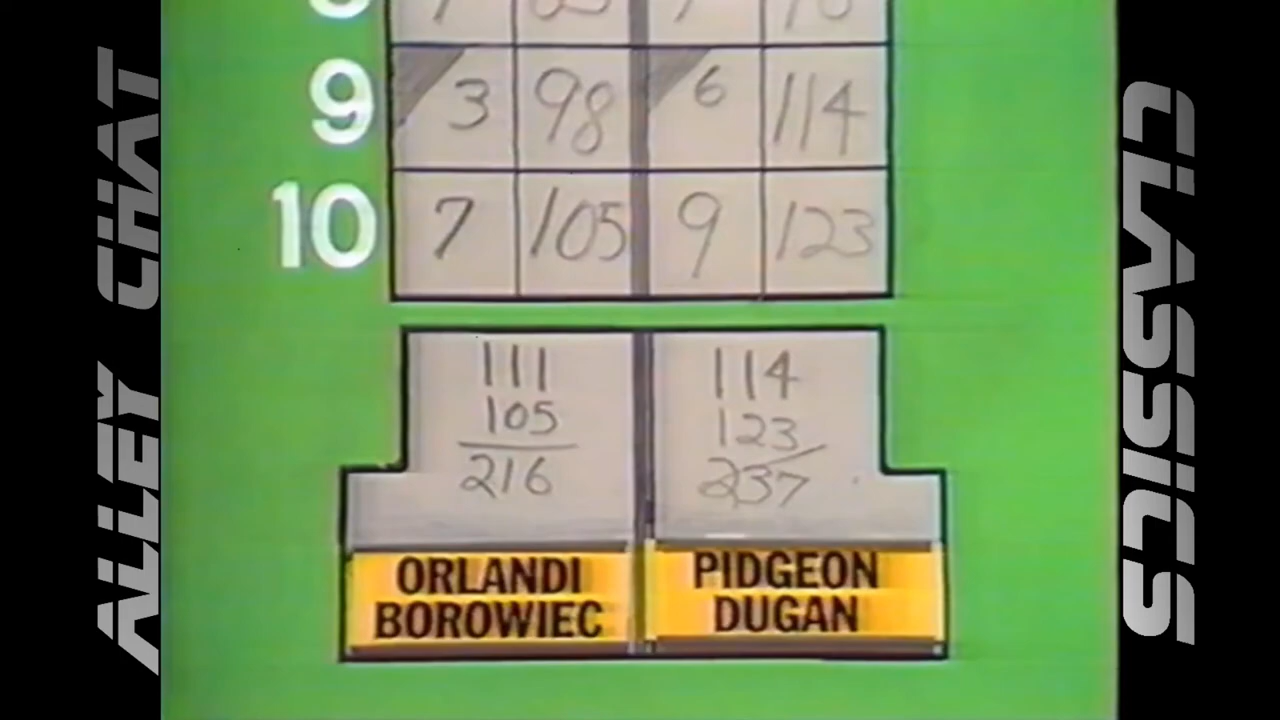 9 3 98 6 114
10 7 105 9 123
111 114
105 123
216 237
ORLANDI PIDGEON
BOROWIEC DUGAN
ALLEY CHAT
CLASSICS